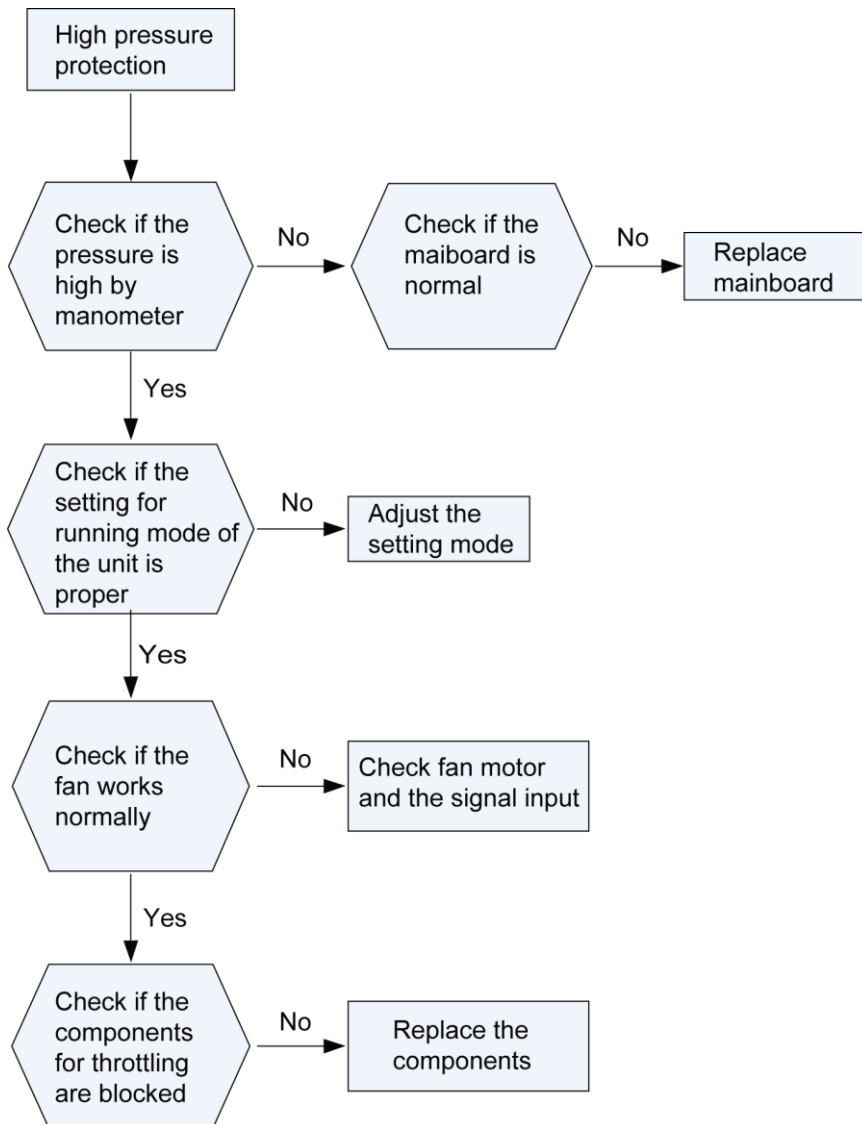 High pressure
protection
Check if the
pressure is
high by
manometer
No
Check if the
maiboard is
normal
No
Replace
mainboard
Yes
Check if the
setting for
running mode of
the unit is
proper
No
Adjust the
setting mode
Yes
Check if the
fan works
normally
No
Check fan motor
and the signal input
Yes
Check if the
components
for throttling
are blocked
No
Replace the
components